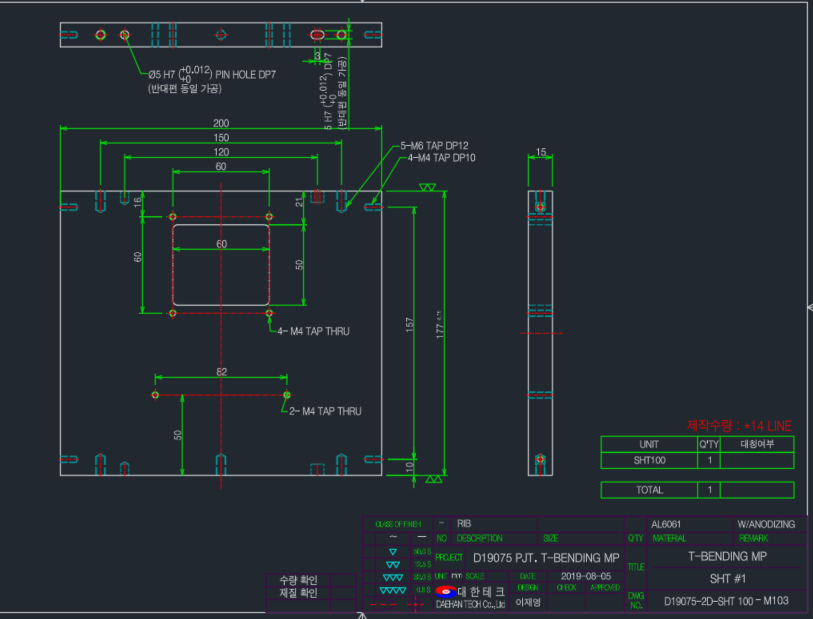 Ø5 H7 (+0.012 +0) PIN HOLE DP7
(반대편 동일 가공)
3
5 H7 (+0.012 +0) DP7
(반대편 동일 가공)
200
150
120
60
5-M6 TAP DP12
4-M4 TAP DP10
15
16
21
60
60
50
157
177
4- M4 TAP THRU
82
2- M4 TAP THRU
50
10
제작수량 : *14 LINE
UNIT Q'TY 대칭여부
SHT100 1
TOTAL 1
CLASS OF FINISH - RIB AL6061 W/ANODIZING
~ NO DESCRIPTION SIZE Q'TY MATERIAL REMARK
PROJECT D19075 PJT. T-BENDING MP TITLE T-BENDING MP
UNIT mm SCALE DATE 2019-08-05 SHT #1
DESIGN CHECK APPROVED
대한테크
DAEHAN TECH Co.,Ltd 이재영
DWG NO. D19075-2D-SHT 100 - M103
수량 확인
재질 확인